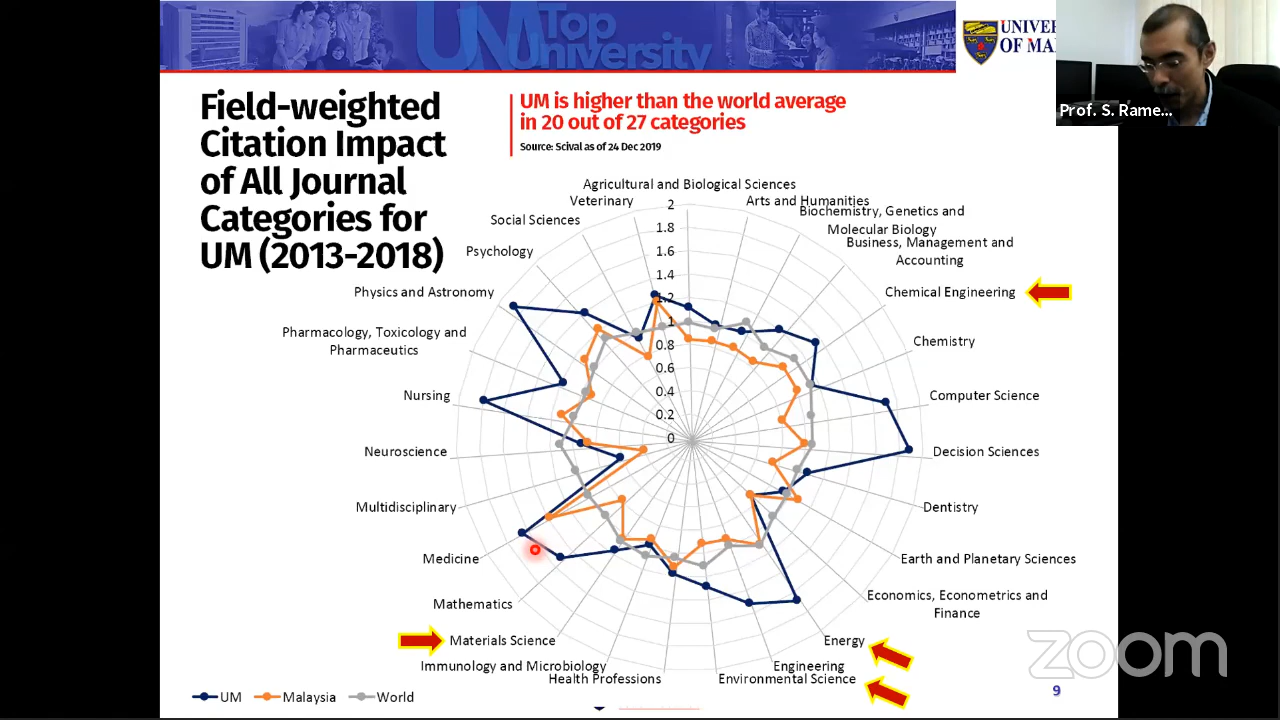 UM Top
University
UNIVER
OF MA
Prof. S. Rame...
Field-weighted
Citation Impact
of All Journal
Categories for
UM (2013-2018)
UM is higher than the world average
in 20 out of 27 categories
Source: Scival as of 24 Dec 2019
Agricultural and Biological Sciences
Veterinary
Arts and Humanities
Social Sciences
Biochemistry, Genetics and
Molecular Biology
Psychology
Business, Management and
Accounting
Physics and Astronomy
Chemical Engineering
Pharmacology, Toxicology and
Pharmaceutics
Chemistry
Nursing
Computer Science
Neuroscience
Decision Sciences
Multidisciplinary
Dentistry
Medicine
Earth and Planetary Sciences
Mathematics
Economics, Econometrics and
Finance
Materials Science
Energy
Immunology and Microbiology
Engineering
Health Professions
Environmental Science
2
1.8
1.6
1.4
1.2
1
0.8
0.6
0.4
0.2
0
UM
Malaysia
World
zoom
9